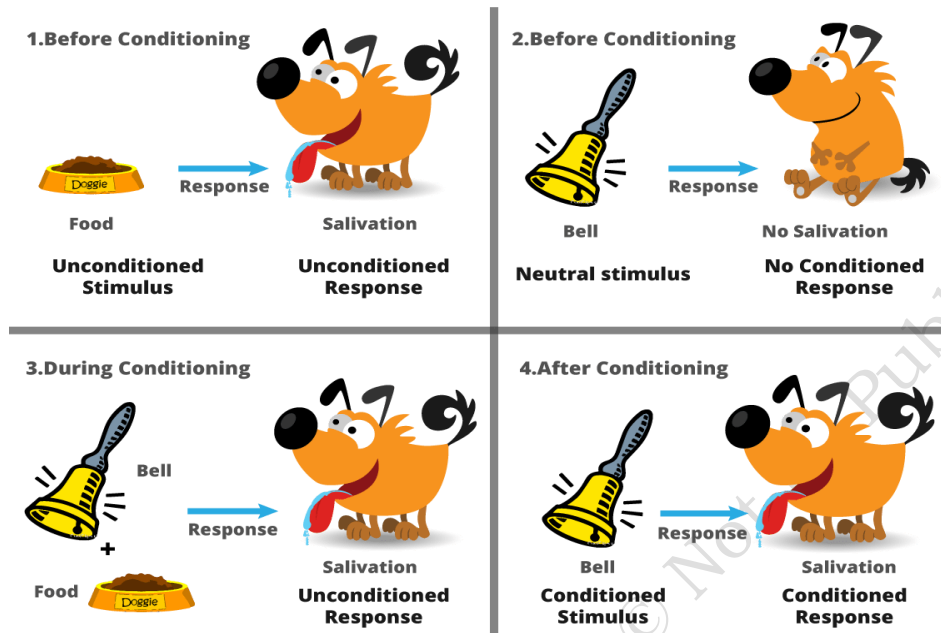 1.Before Conditioning
Doggie
Response
Food
Salivation
Unconditioned
Stimulus
Unconditioned
Response
2.Before Conditioning
Response
Bell
No Salivation
Neutral stimulus
No Conditioned
Response
3.During Conditioning
Bell
Response
+
Food
Doggie
Salivation
Unconditioned
Response
4.After Conditioning
Response
Bell
Salivation
Conditioned
Stimulus
Conditioned
Response
© Not